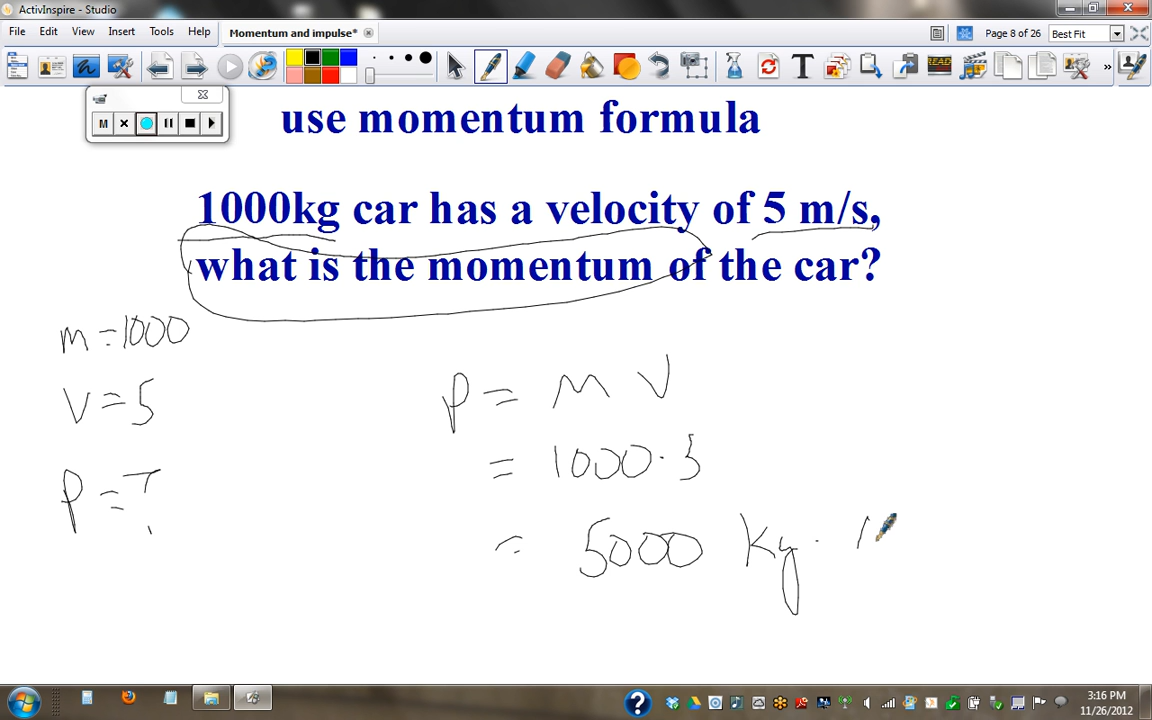 ActivInspire - Studio
File Edit View Insert Tools Help
Momentum and impulse*
Page 8 of 26
Best Fit
M
use momentum formula
1000kg car has a velocity of 5 m/s,
what is the momentum of the car?
m=1000
V=5
P=?
P= M V
= 1000·5
= 5000 Kg ·
3:16 PM
11/26/2012